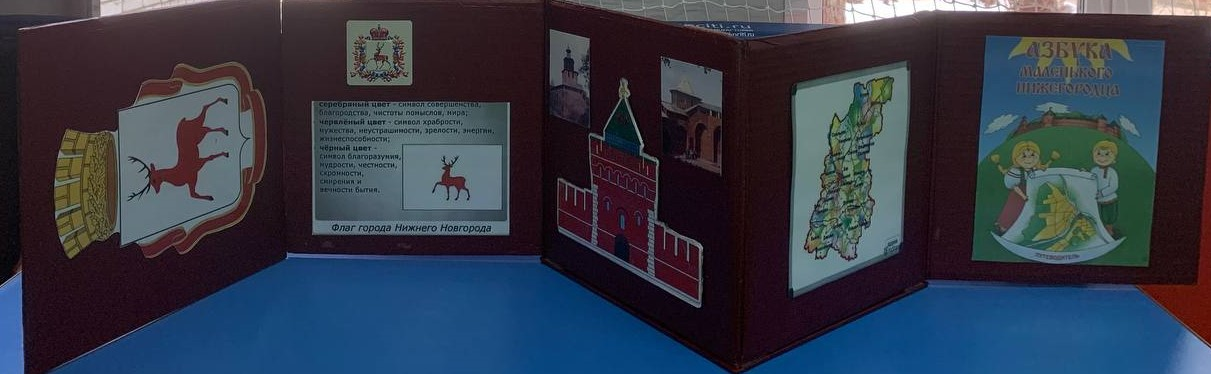 серебряный цвет - символ совершенства,
благородства, чистоты помыслов, мира;
червлёный цвет - символ храбрости,
мужества, неустрашимости, зрелости, энергии,
жизнеспособности;
чёрный цвет -
символ благоразумия,
мудрости, честности,
скромности,
смирения и
вечности бытия.
Флаг города Нижнего Новгорода
АЗБУКА
МАЛЕНЬКОГО
НИЖЕГОРОДЦА
ПУТЕВОДИТЕЛЬ